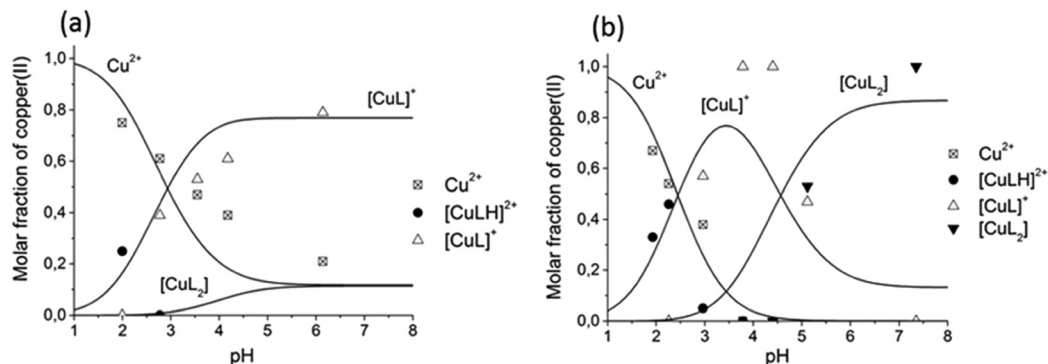 (a)
Molar fraction of copper(II)
1,0
0,8
0,6
0,4
0,2
0,0
Cu²⁺
[CuL]⁺
[CuL₂]
1 2 3 4 5 6 7 8
pH
Cu²⁺
[CuLH]²⁺
[CuL]⁺
(b)
Molar fraction of copper(II)
1,0
0,8
0,6
0,4
0,2
0,0
Cu²⁺
[CuL]⁺
[CuL₂]
1 2 3 4 5 6 7 8
pH
Cu²⁺
[CuLH]²⁺
[CuL]⁺
[CuL₂]